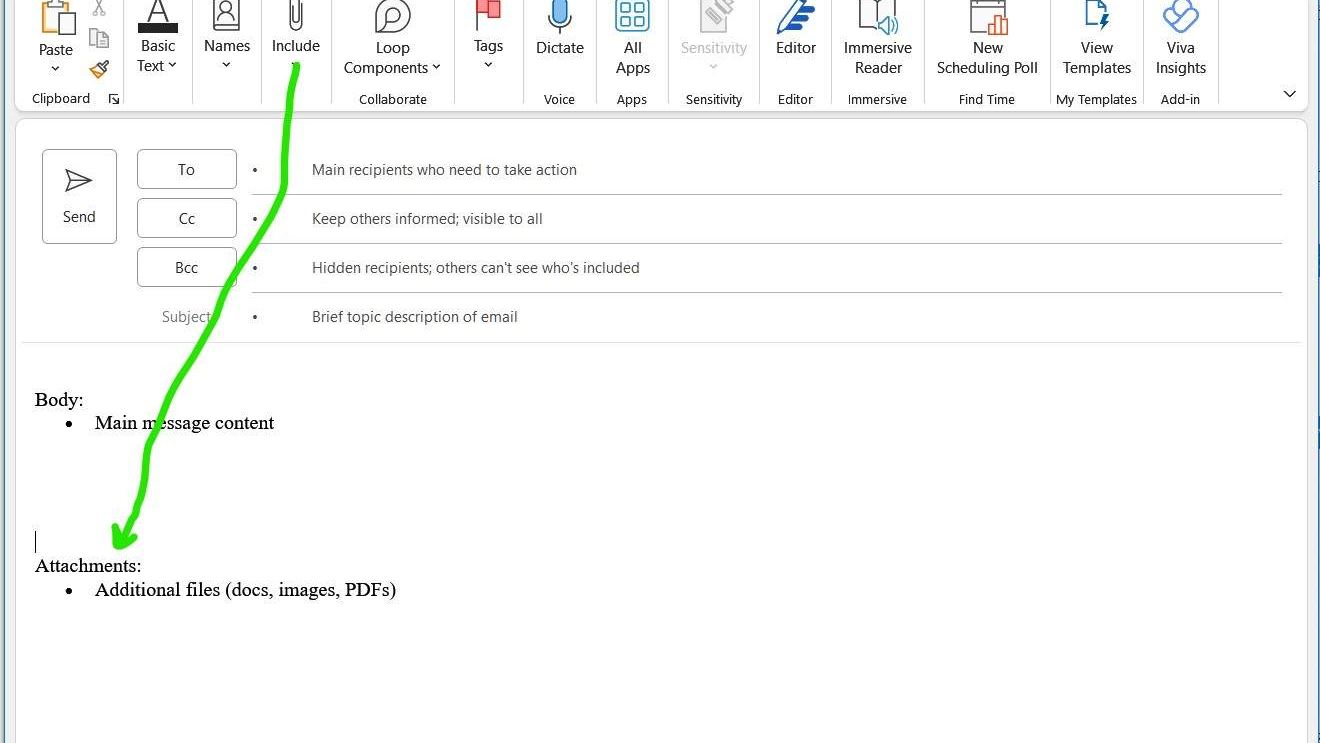 Paste
Basic
Text
Names
Include
Loop
Components
Tags
Dictate
All
Apps
Sensitivity
Editor
Immersive
Reader
New
Scheduling Poll
View
Templates
Viva
Insights
Clipboard
Collaborate
Voice
Apps
Sensitivity
Editor
Immersive
Find Time
My Templates
Add-in
Send
To • Main recipients who need to take action
Cc • Keep others informed; visible to all
Bcc • Hidden recipients; others can't see who's included
Subject • Brief topic description of email
Body:
• Main message content
Attachments:
• Additional files (docs, images, PDFs)